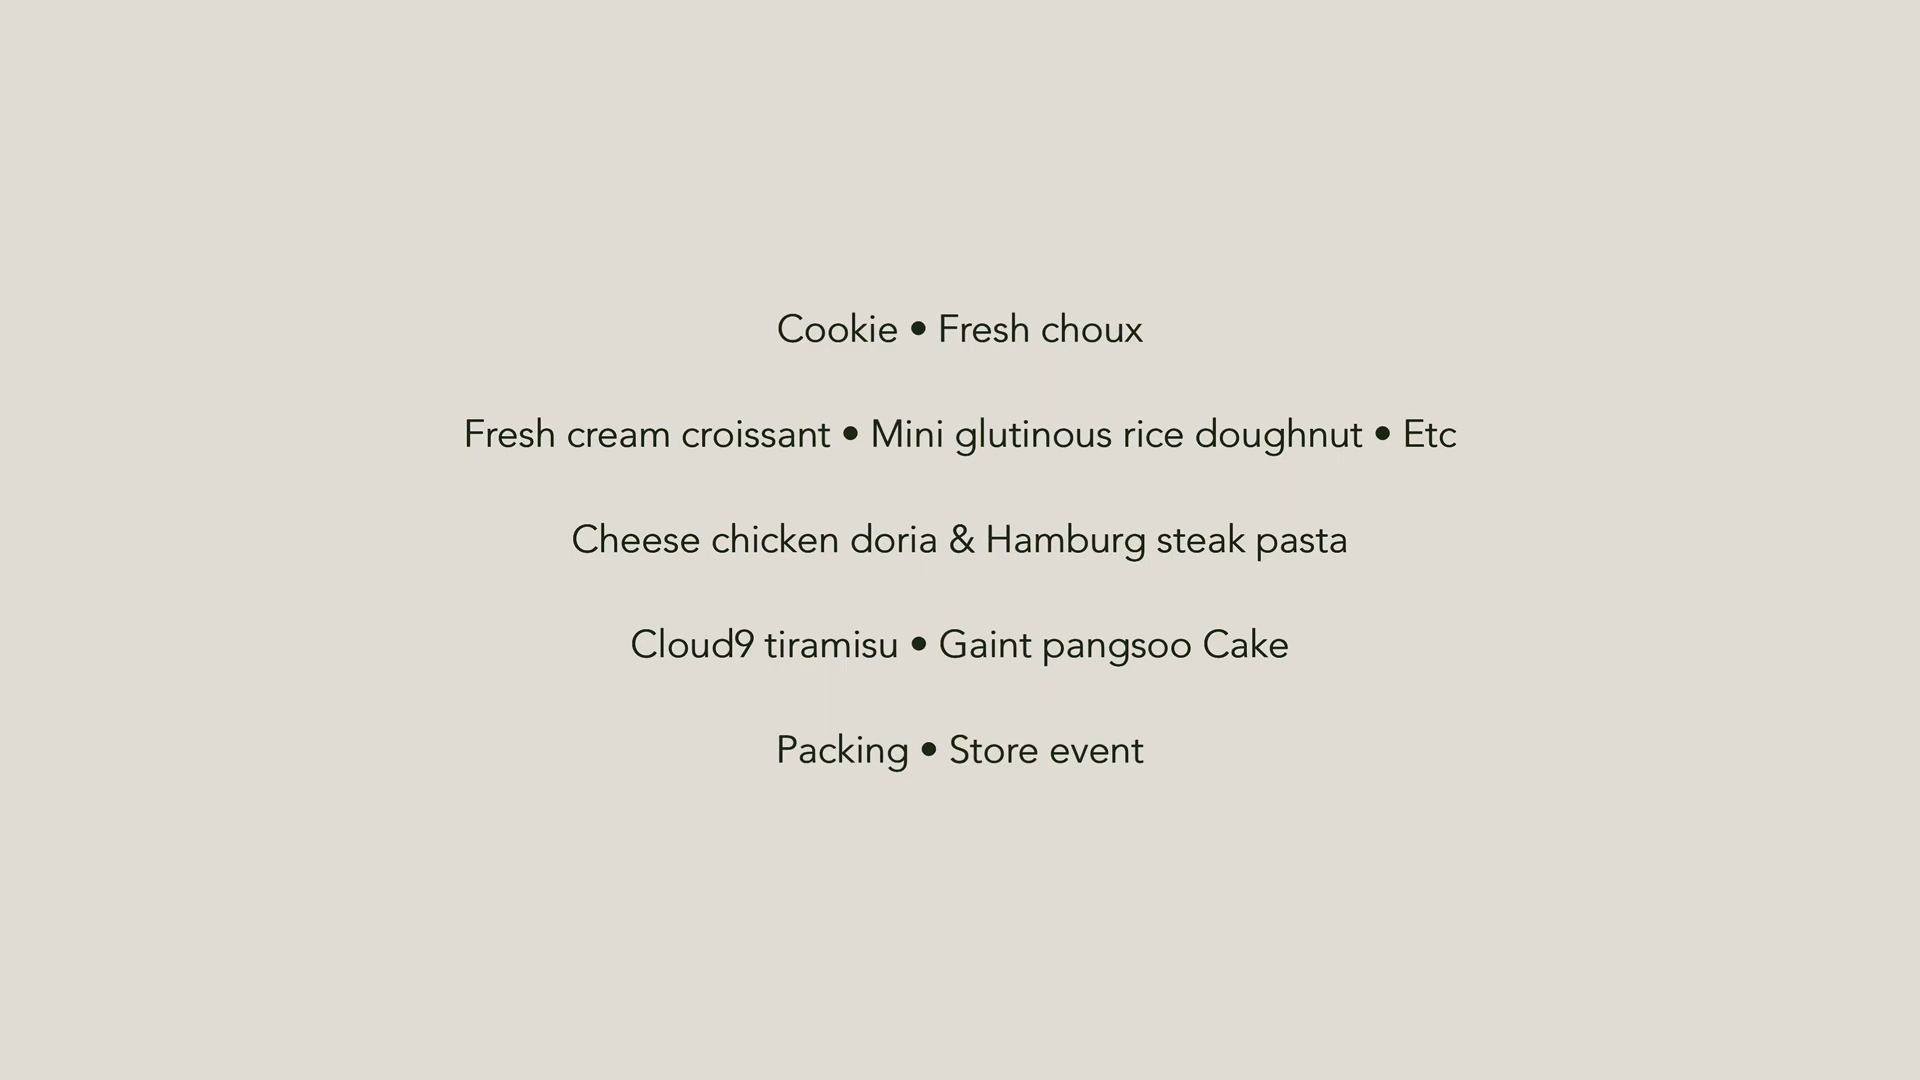 Cookie • Fresh choux
Fresh cream croissant • Mini glutinous rice doughnut • Etc
Cheese chicken doria & Hamburg steak pasta
Cloud9 tiramisu • Gaint pangsoo Cake
Packing • Store event